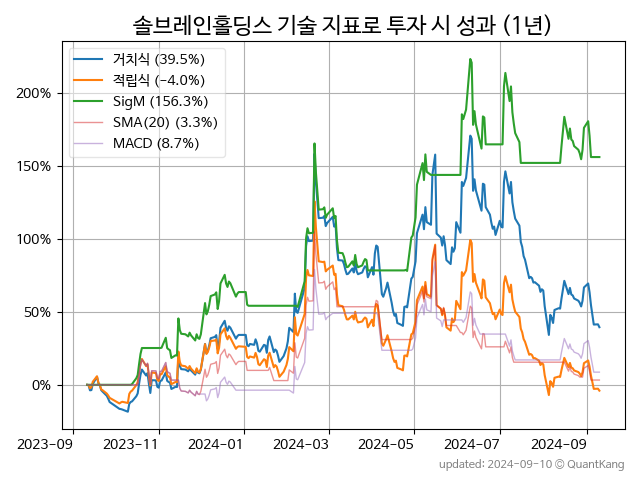 솔브레인홀딩스 기술 지표로 투자 시 성과 (1년)
거치식 (39.5%)
적립식 (−4.0%)
SigM (156.3%)
SMA(20) (3.3%)
MACD (8.7%)
200%
150%
100%
50%
0%
2023-09 2023-11 2024-01 2024-03 2024-05 2024-07 2024-09
updated: 2024-09-10 © QuantKang